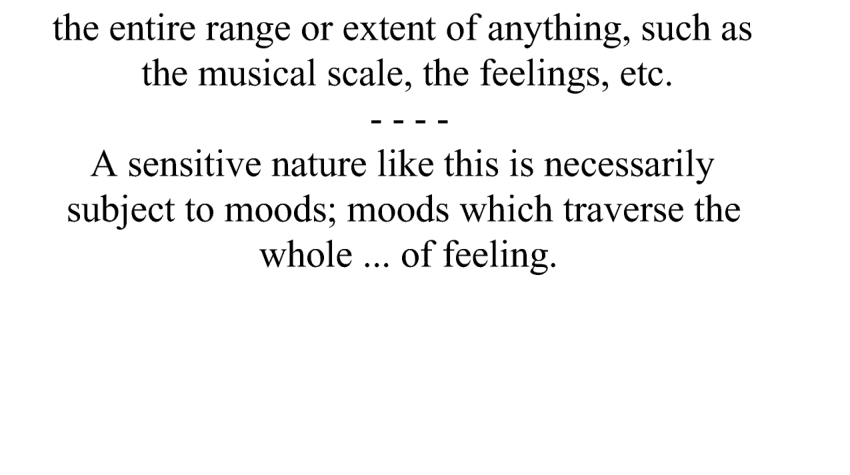 the entire range or extent of anything, such as
the musical scale, the feelings, etc.
- - - -
A sensitive nature like this is necessarily
subject to moods; moods which traverse the
whole ... of feeling.